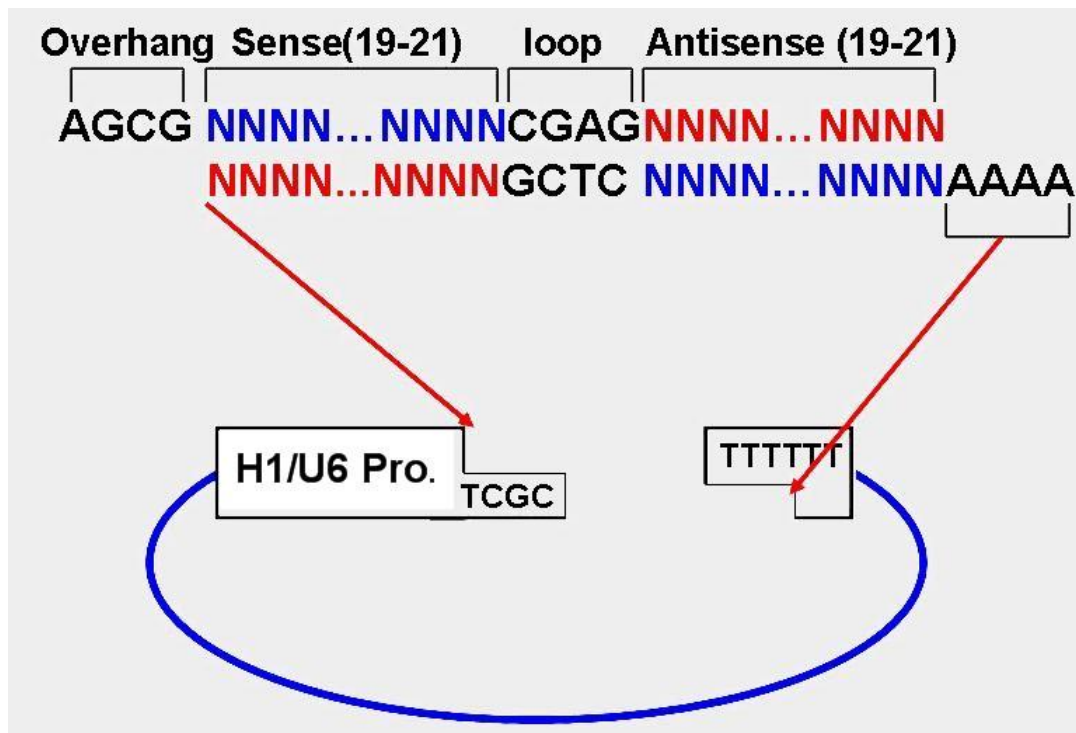 Overhang Sense(19-21) loop Antisense (19-21)
AGCG NNNN...NNNNCGAGNNNN...NNNN
NNNN...NNNNGCTC NNNN...NNNNAAAA
H1/U6 Pro. TCGC TTTTTT